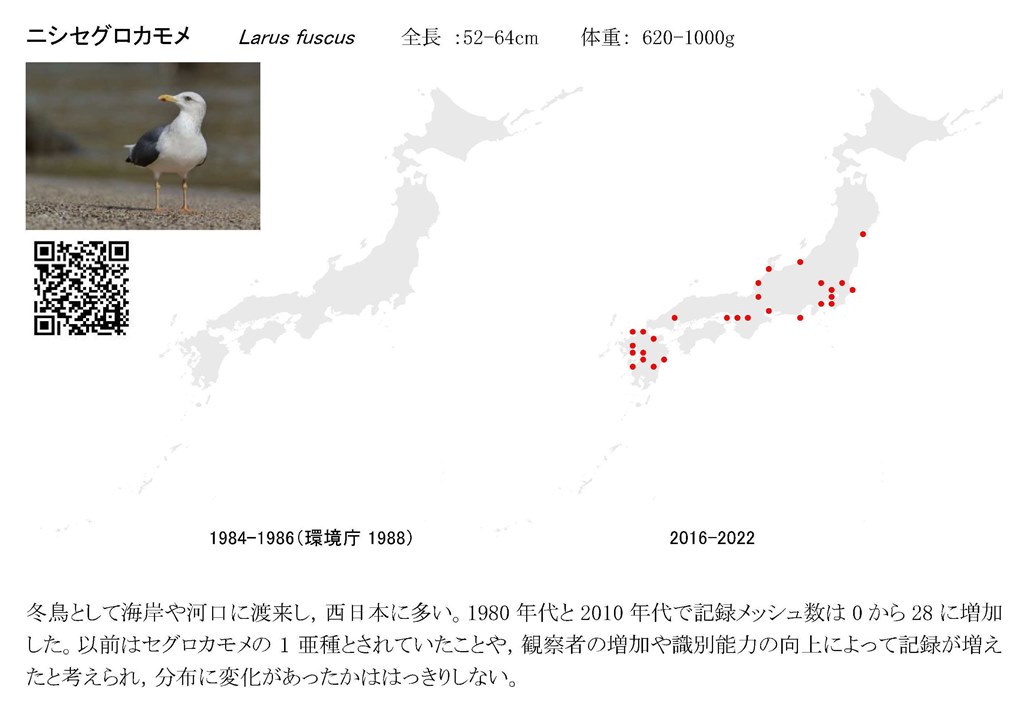 ニシセグロカモメ Larus fuscus 全長 :52-64cm 体重: 620-1000g
1984-1986(環境庁 1988)
2016-2022
冬鳥として海岸や河口に渡来し, 西日本に多い。1980 年代と 2010 年代で記録メッシュ数は 0 から 28 に増加
した。以前はセグロカモメの 1 亜種とされていたことや, 観察者の増加や識別能力の向上によって記録が増え
たと考えられ, 分布に変化があったかははっきりしない。